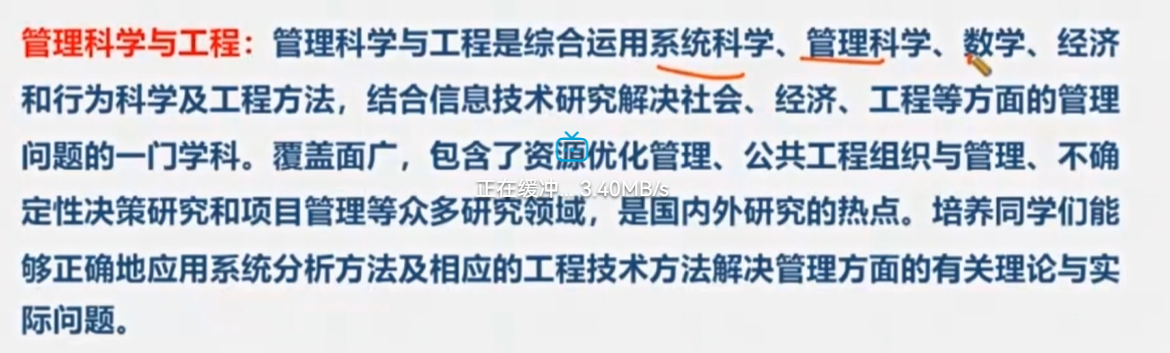 管理科学与工程：管理科学与工程是综合运用系统科学、管理科学、数学、经济
和行为科学及工程方法，结合信息技术研究解决社会、经济、工程等方面的管理
问题的一门学科。覆盖面广，包含了资源优化管理、公共工程组织与管理、不确
正在缓冲... 3.40MB/s
定性决策研究和项目管理等众多研究领域，是国内外研究的热点。培养同学们能
够正确地应用系统分析方法及相应的工程技术方法解决管理方面的有关理论与实
际问题。